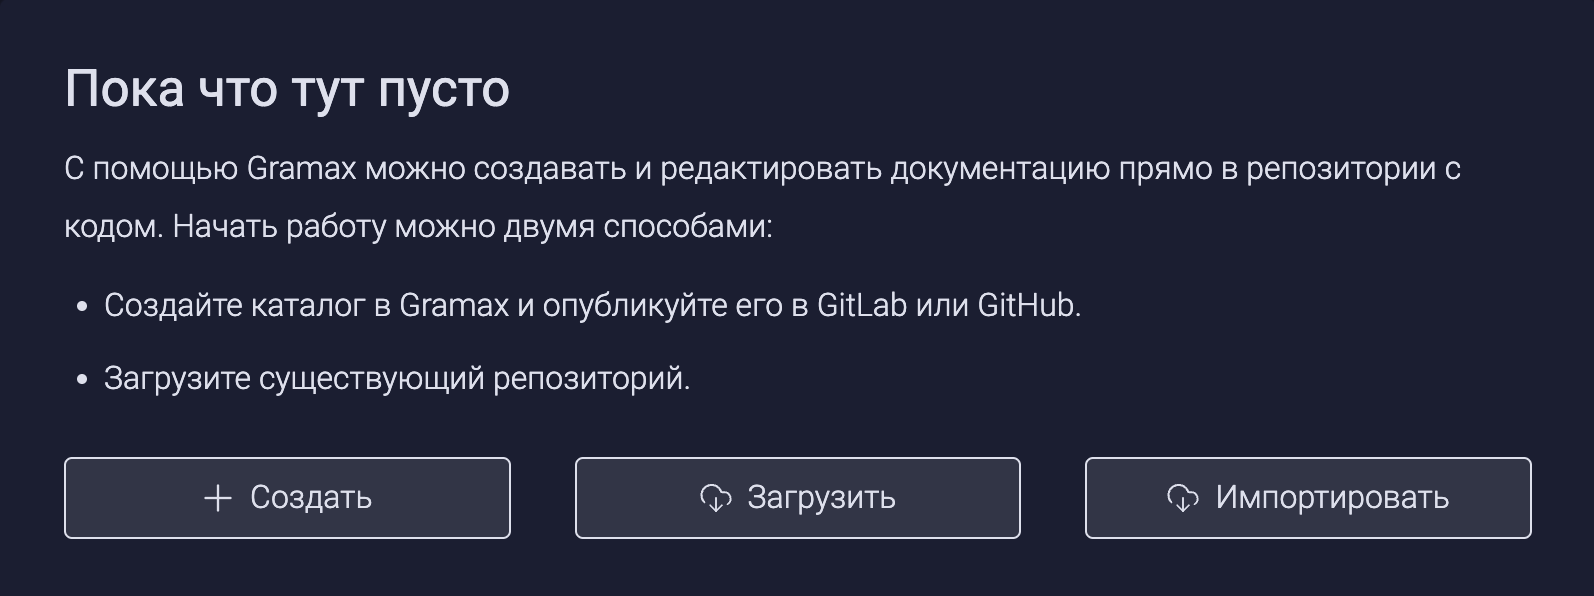 Пока что тут пусто
С помощью Gramax можно создавать и редактировать документацию прямо в репозитории с
кодом. Начать работу можно двумя способами:
• Создайте каталог в Gramax и опубликуйте его в GitLab или GitHub.
• Загрузите существующий репозиторий.
Создать
Загрузить
Импортировать